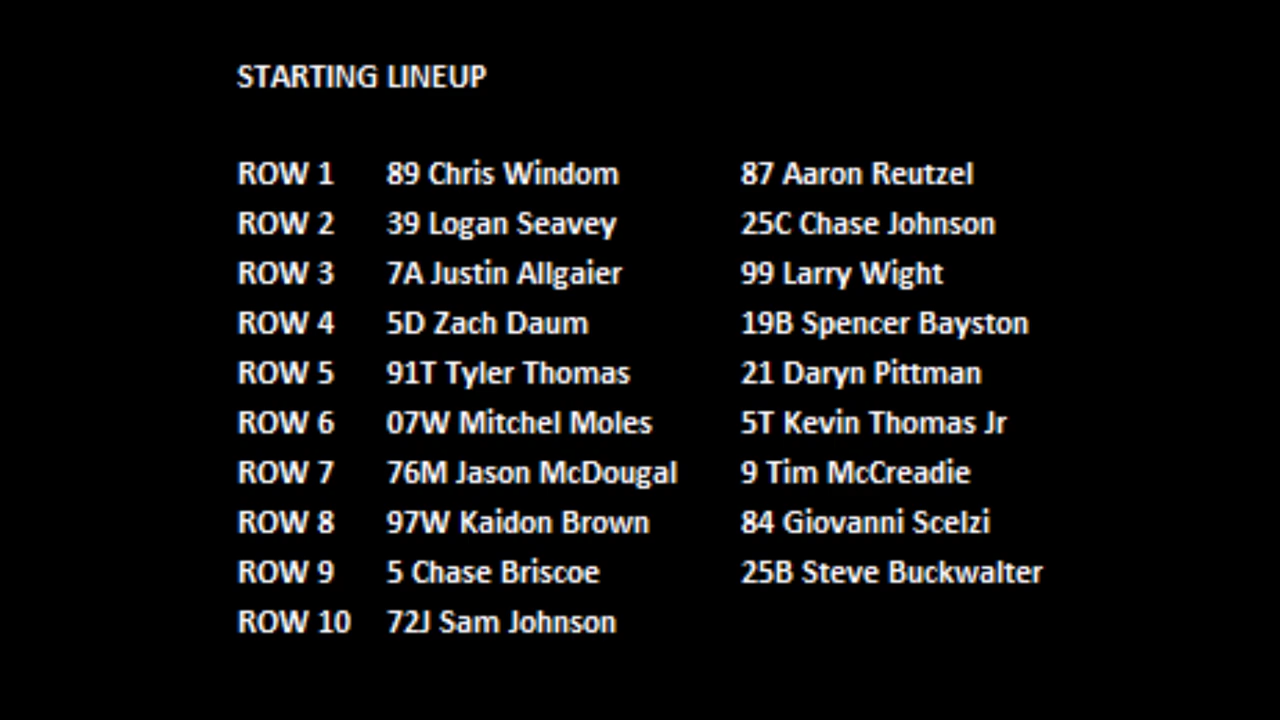 STARTING LINEUP
ROW 1 89 Chris Windom 87 Aaron Reutzel
ROW 2 39 Logan Seavey 25C Chase Johnson
ROW 3 7A Justin Allgaier 99 Larry Wight
ROW 4 5D Zach Daum 19B Spencer Bayston
ROW 5 91T Tyler Thomas 21 Daryn Pittman
ROW 6 07W Mitchel Moles 5T Kevin Thomas Jr
ROW 7 76M Jason McDougal 9 Tim McCreadie
ROW 8 97W Kaidon Brown 84 Giovanni Scelzi
ROW 9 5 Chase Briscoe 25B Steve Buckwalter
ROW 10 72J Sam Johnson